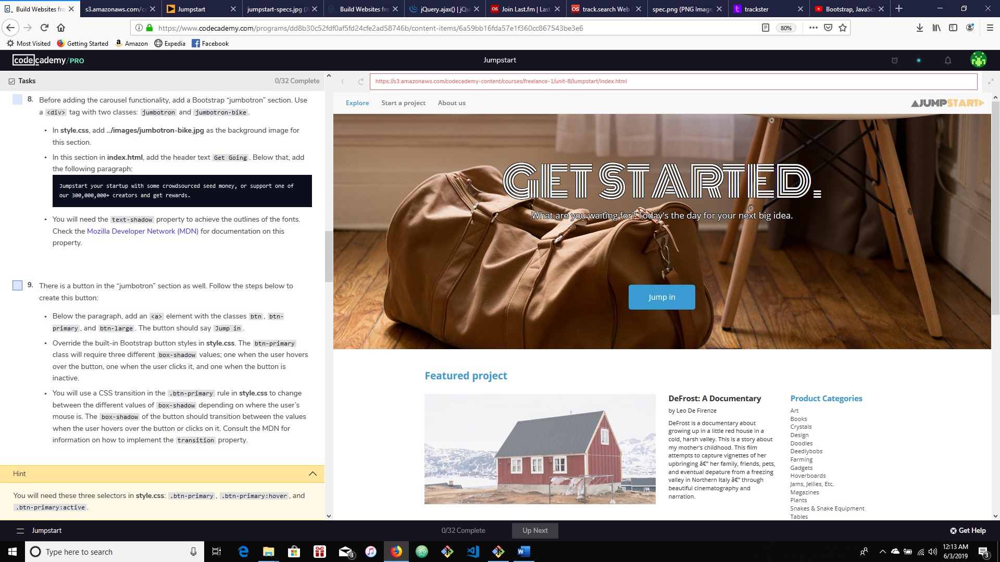 Build Websites fro
s3.amazonaws.com/co
Jumpstart
jumpstart-specs.jpg (J
Build Websites fro
jQuery.ajax() | jQu
Join Last.fm | Last.
track.search Web S
spec.png (PNG Image,
trackster
Bootstrap, JavaScr
https://www.codecademy.com/programs/dd8b30c52fdf0af5fd24cfe2ad58746b/content-items/6a59bb16fda57e1f360cc867543be3e6
80%
Most Visited
Getting Started
Amazon
Expedia
Facebook
codecademy/PRO
Jumpstart
Tasks
0/32 Complete
8. Before adding the carousel functionality, add a Bootstrap “jumbotron” section. Use
a <div> tag with two classes: jumbotron and jumbotron-bike.
• In style.css, add ../images/jumbotron-bike.jpg as the background image for
this section.
• In this section in index.html, add the header text Get Going. Below that, add
the following paragraph:
Jumpstart your startup with some crowdsourced seed money, or support one of
our 300,000,000+ creators and get rewards.
• You will need the text-shadow property to achieve the outlines of the fonts.
Check the Mozilla Developer Network (MDN) for documentation on this
property.
9. There is a button in the “jumbotron” section as well. Follow the steps below to
create this button:
• Below the paragraph, add an <a> element with the classes btn, btn-
primary, and btn-large. The button should say Jump in.
• Override the built-in Bootstrap button styles in style.css. The btn-primary
class will require three different box-shadow values; one when the user hovers
over the button, one when the user clicks it, and one when the button is
inactive.
• You will use a CSS transition in the .btn-primary rule in style.css to change
between the different values of box-shadow depending on where the user’s
mouse is. The box-shadow of the button should transition between the values
when the user hovers over the button or clicks on it. Consult the MDN for
information on how to implement the transition property.
Hint
You will need these three selectors in style.css: .btn-primary, .btn-primary:hover, and
.btn-primary:active.
https://s3.amazonaws.com/codecademy-content/courses/freelance-1/unit-8/Jumpstart/index.html
Explore
Start a project
About us
JUMPSTART
GET STARTED.
What are you waiting for? Today's the day for your next big idea.
Jump in
Featured project
DeFrost: A Documentary
by Leo De Firenze
DeFrost is a documentary about
growing up in a little red house in a
cold, harsh valley. This is a story about
my mother's childhood. This film
attempts to capture vignettes of her
upbringing â€” her family, friends, pets,
and eventual depature from a freezing
valley in Northern Italy â€” through
beautiful cinematography and
narration.
Product Categories
Art
Books
Crystals
Design
Doodles
Deedlybobs
Farming
Gadgets
Hoverboards
Jams, Jellies, Etc.
Magazines
Plants
Snakes & Snake Equipment
Tables
Jumpstart
0/32 Complete
Up Next
Get Help
Type here to search
3
12:13 AM
6/3/2019
3